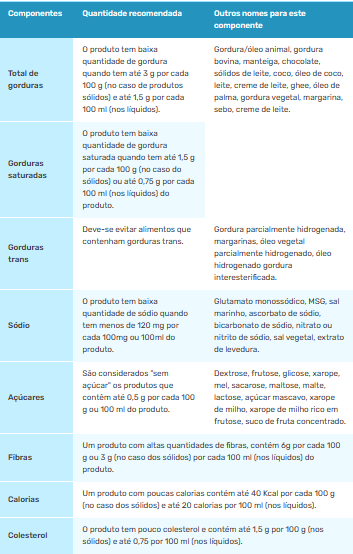 Componentes
Quantidade recomendada
Outros nomes para este
componente
Total de
gorduras
O produto tem baixa
quantidade de gordura
quando tem até 3 g por cada
100 g (no caso de produtos
sólidos) e até 1,5 g por cada
100 ml (nos líquidos).
Gordura/óleo animal, gordura
bovina, manteiga, chocolate,
sólidos de leite, coco, óleo de coco,
leite, creme de leite, ghee, óleo de
palma, gordura vegetal, margarina,
sebo, creme de leite.
Gorduras
saturadas
O produto tem baixa
quantidade de gordura
saturada quando tem até 1,5 g
por cada 100 g (no caso do
sólidos) ou até 0,75 g por cada
100 ml (nos líquidos) do
produto.
Gorduras
trans
Deve-se evitar alimentos que
contenham gorduras trans.
Gordura parcialmente hidrogenada,
margarinas, óleo vegetal
parcialmente hidrogenado, óleo
hidrogenado gordura
interesterificada.
Sódio
O produto tem baixa
quantidade de sódio quando
tem menos de 120 mg por
cada 100mg ou 100ml do
produto.
Glutamato monossódico, MSG, sal
marinho, ascorbato de sódio,
bicarbonato de sódio, nitrato ou
nitrito de sódio, sal vegetal, extrato
de levedura.
Açúcares
São considerados "sem
açúcar" os produtos que
contém até 0,5 g por cada 100
g ou 100 ml do produto.
Dextrose, frutose, glicose, xarope,
mel, sacarose, maltose, malte,
lactose, açúcar mascavo, xarope
de milho, xarope de milho rico em
frutose, suco de fruta concentrado.
Fibras
Um produto com altas quantidades de fibras, contém 6g por cada 100
g ou 3 g (no caso dos sólidos) por cada 100 ml (nos líquidos) do
produto.
Calorias
Um produto com poucas calorias contém até 40 Kcal por cada 100 g
(no caso dos sólidos) e até 20 calorias por 100 ml (nos líquidos).
Colesterol
O produto tem pouco colesterol e contém até 1,5 g por 100 g (nos
sólidos) e até 0,75 por 100 ml (nos líquidos).